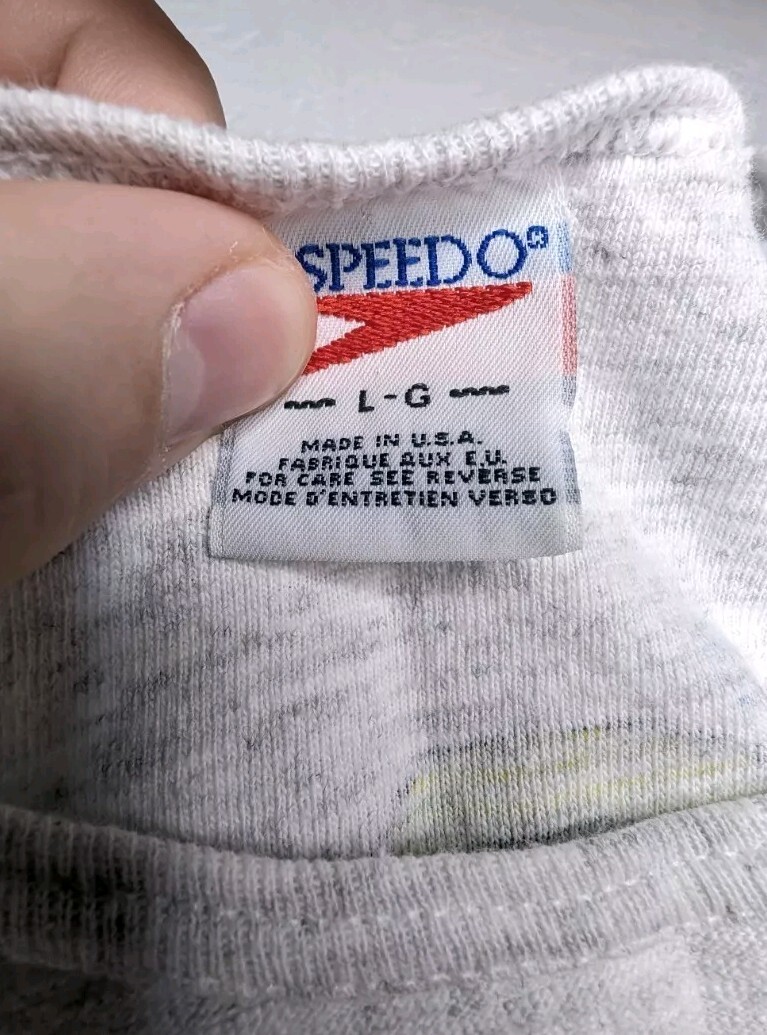 SPEEDO®
L-G
MADE IN U.S.A.
FABRIQUE AUX E.U.
FOR CARE SEE REVERSE
MODE D'ENTRETIEN VERSO